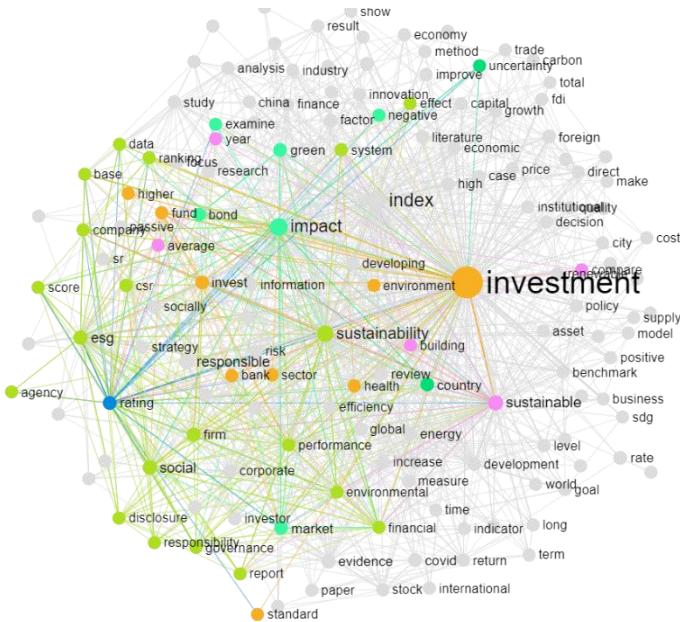 show
result
economy
method
trade
carbon
uncertainty
analysis
industry
improve
total
study
china
finance
innovation
effect
capital
fdi
growth
factor
negative
examine
year
literature
foreign
data
ranking
focus
green
system
economic
research
base
high
case
price
direct
make
higher
fund
bond
index
institutional
quality
decision
passive
company
impact
average
city
cost
sr
developing
investment
compare
renewable
score
csr
invest
information
environment
socially
policy
supply
esg
sustainability
asset
model
strategy
risk
building
responsible
positive
review
benchmark
bank
sector
health
country
agency
rating
efficiency
sustainable
business
sdg
global
firm
energy
performance
level
social
corporate
increase
development
rate
measure
world
goal
environmental
time
disclosure
investor
market
financial
indicator
long
responsibility
governance
evidence
covid
return
term
report
paper
stock
international
standard